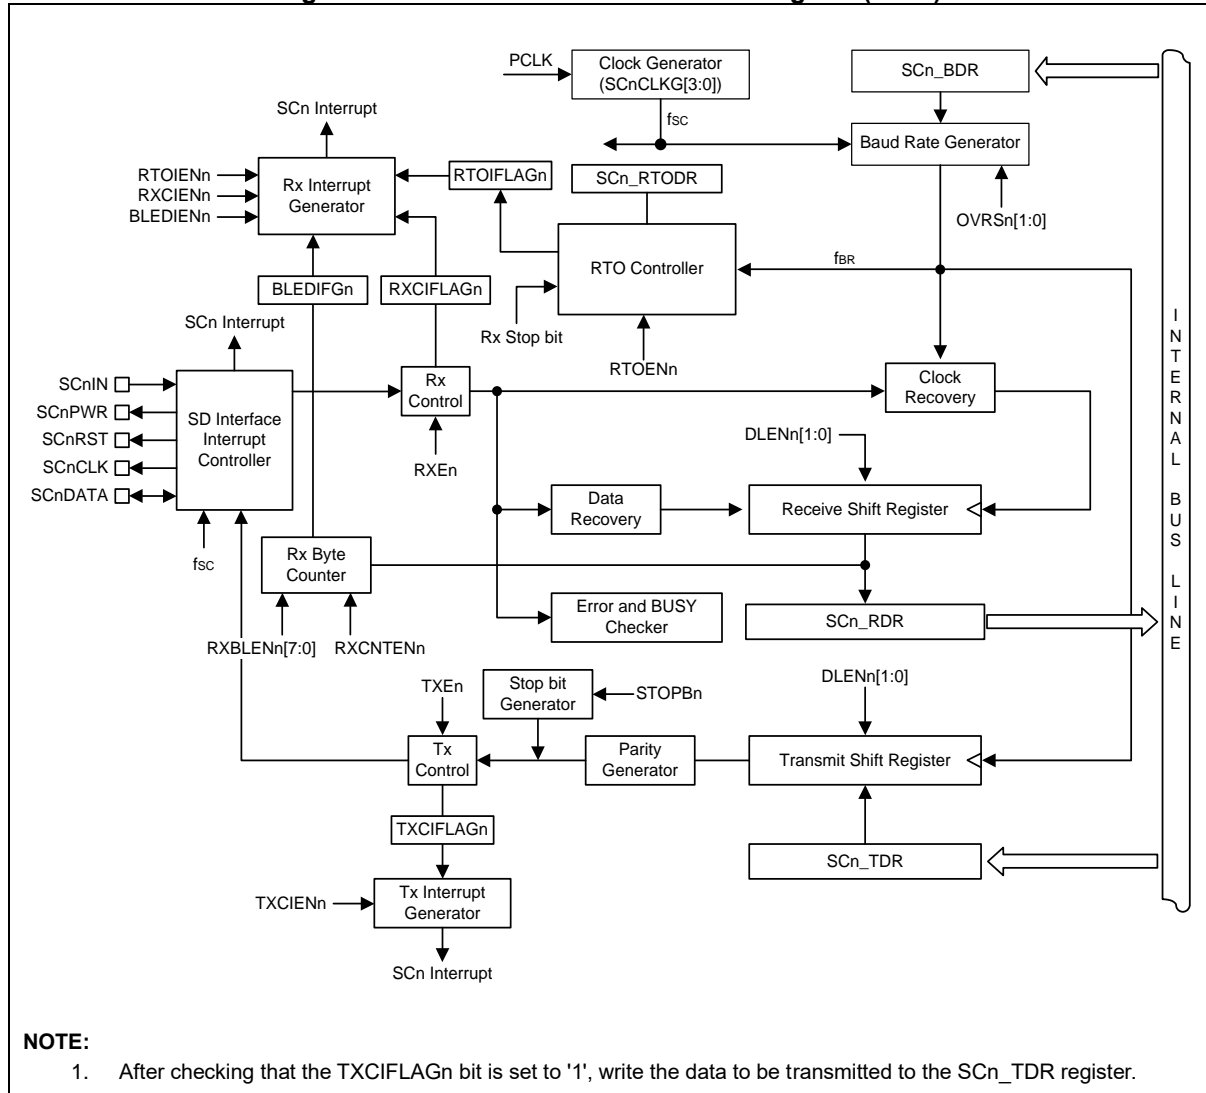 PCLK
Clock Generator
(SCnCLKG[3:0])
SCn_BDR
SCn Interrupt
fSC
Baud Rate Generator
RTOIENn
RXCIENn
BLEDIENn
Rx Interrupt
Generator
RTOIFLAGn
SCn_RTODR
OVRSn[1:0]
RTO Controller
fBR
BLEDIFGn
RXCIFLAGn
SCn Interrupt
Rx Stop bit
RTOENn
INTERNAL BUS LINE
SCnIN
SCnPWR
SCnRST
SCnCLK
SCnDATA
SD Interface
Interrupt
Controller
Rx
Control
Clock
Recovery
RXEn
DLENn[1:0]
Data
Recovery
Receive Shift Register
fSC
Rx Byte
Counter
Error and BUSY
Checker
SCn_RDR
RXBLENn[7:0]
RXCNTENn
TXEn
Stop bit
Generator
STOPBn
DLENn[1:0]
Tx
Control
Parity
Generator
Transmit Shift Register
TXCIFLAGn
SCn_TDR
TXCIENn
Tx Interrupt
Generator
SCn Interrupt
NOTE:
1. After checking that the TXCIFLAGn bit is set to '1', write the data to be transmitted to the SCn_TDR register.